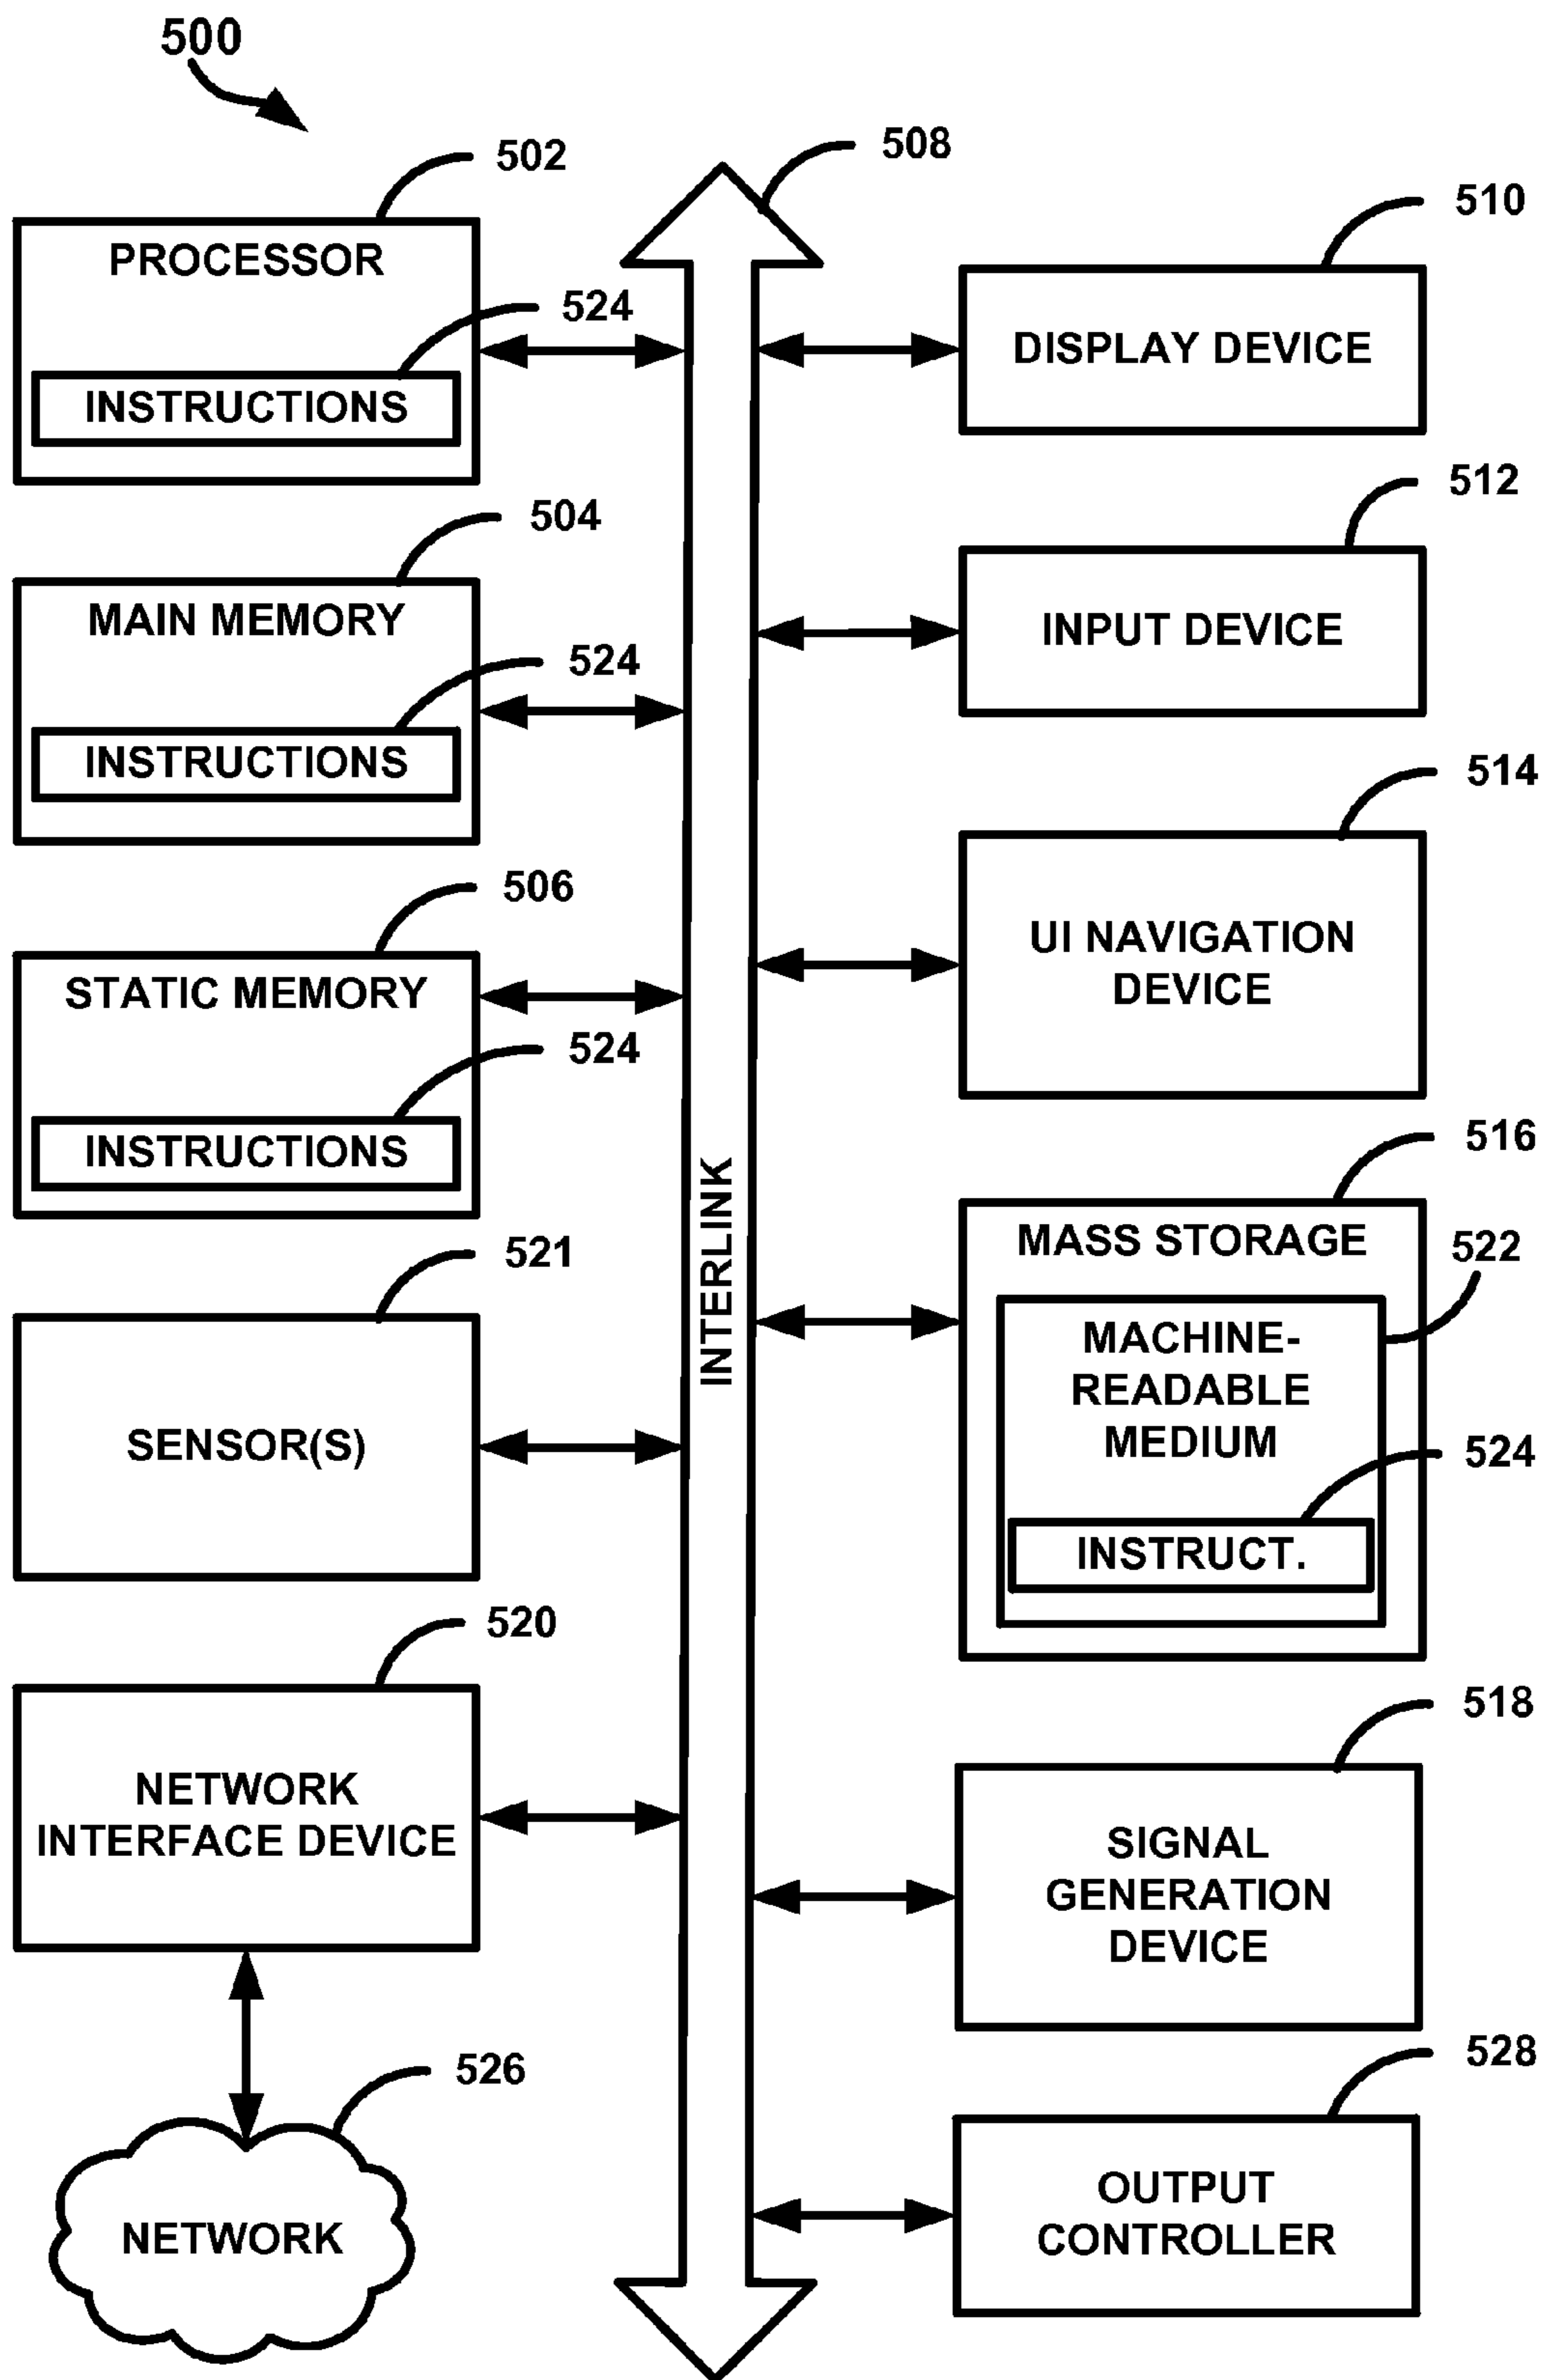 500
502
PROCESSOR
524
INSTRUCTIONS
504
MAIN MEMORY
524
INSTRUCTIONS
506
STATIC MEMORY
524
INSTRUCTIONS
521
SENSOR(S)
520
NETWORK
INTERFACE DEVICE
526
NETWORK
508
INTERLINK
510
DISPLAY DEVICE
512
INPUT DEVICE
514
UI NAVIGATION
DEVICE
516
MASS STORAGE
522
MACHINE-
READABLE
MEDIUM
524
INSTRUCT.
518
SIGNAL
GENERATION
DEVICE
528
OUTPUT
CONTROLLER